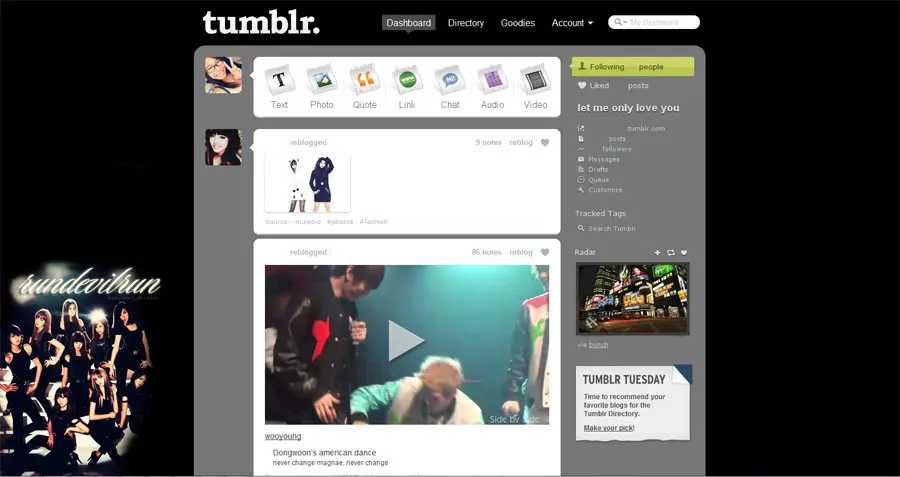 tumblr.
Dashboard Directory Goodies Account My Dashboard
T Hi!
Text Photo Quote Link Chat Audio Video
Following people
Liked posts
let me only love you
.tumblr.com
posts
followers
Messages
Drafts
Queue
Customise
Tracked Tags
Search Tumblr
Radar
via bunch
TUMBLR TUESDAY
Time to recommend your
favorite blogs for the
Tumblr Directory.
Make your pick!
reblogged 9 notes reblog
Source: -eusebio #photos #fashion
reblogged 86 notes reblog
Side by Side
wooyoung:
Dongwoon's american dance
never change magnae, never change
rundevilrun